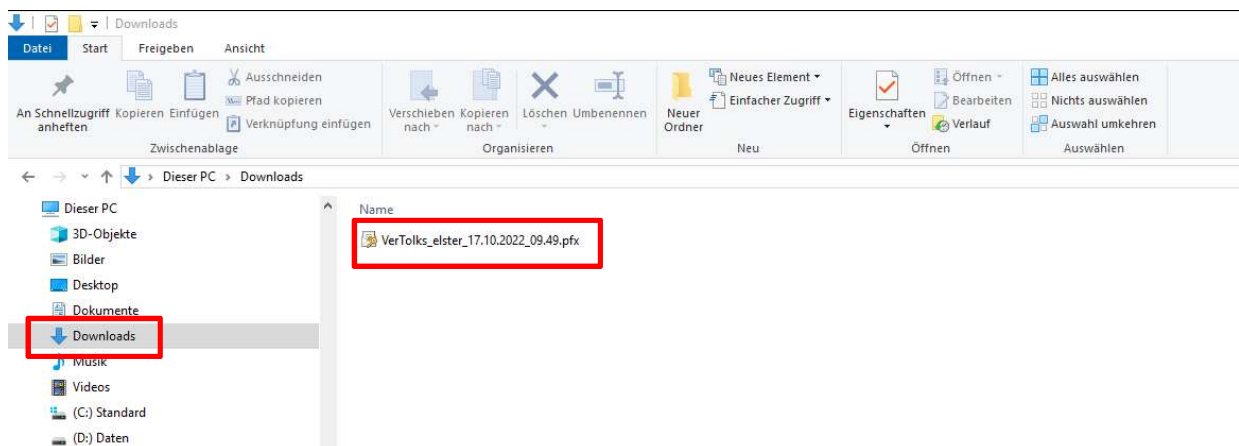 Downloads
Datei Start Freigeben Ansicht
An Schnellzugriff anheften
Kopieren
Einfügen
Ausschneiden
Pfad kopieren
Verknüpfung einfügen
Zwischenablage
Verschieben nach
Kopieren nach
Löschen
Umbenennen
Organisieren
Neuer Ordner
Neues Element
Einfacher Zugriff
Neu
Eigenschaften
Öffnen
Bearbeiten
Verlauf
Öffnen
Alles auswählen
Nichts auswählen
Auswahl umkehren
Auswählen
Dieser PC > Downloads
Dieser PC
3D-Objekte
Bilder
Desktop
Dokumente
Downloads
Musik
Videos
(C:) Standard
(D:) Daten
Name
VerTolks_elster_17.10.2022_09.49.pfx